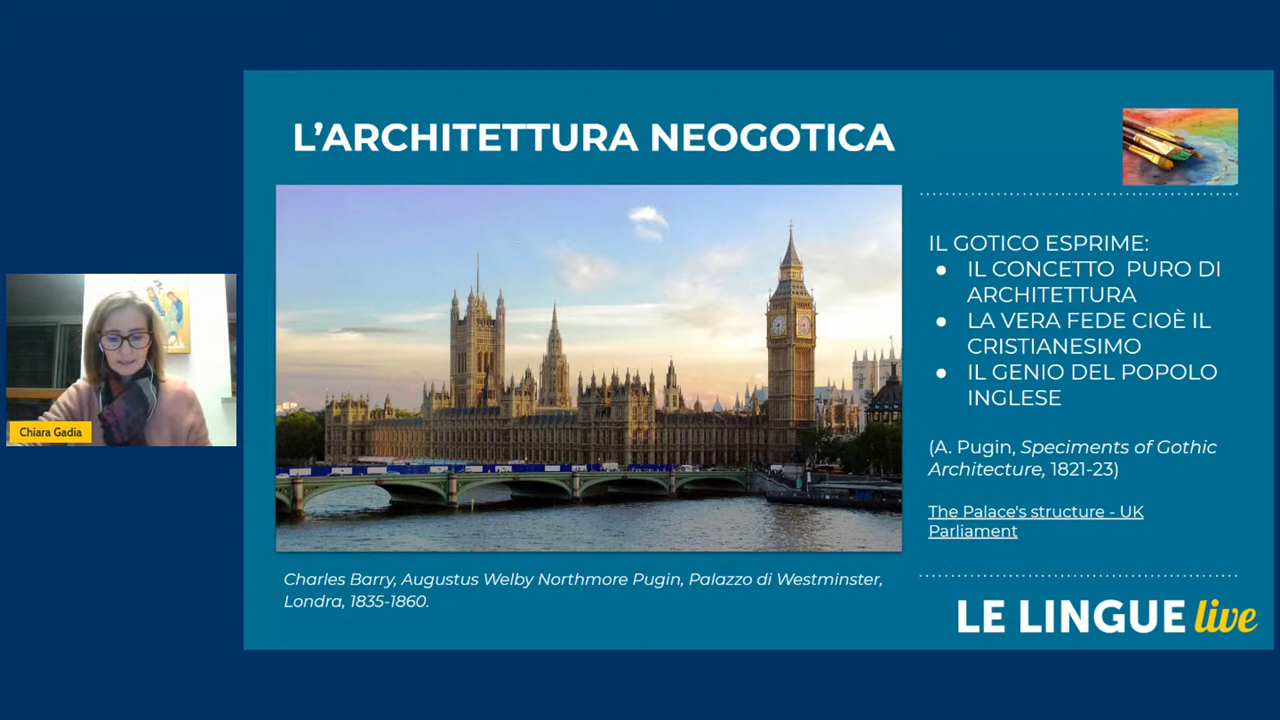 L'ARCHITETTURA NEOGOTICA
Chiara Gadia
IL GOTICO ESPRIME:
● IL CONCETTO PURO DI
ARCHITETTURA
● LA VERA FEDE CIOÈ IL
CRISTIANESIMO
● IL GENIO DEL POPOLO
INGLESE
(A. Pugin, Speciments of Gothic
Architecture, 1821-23)
The Palace's structure - UK
Parliament
Charles Barry, Augustus Welby Northmore Pugin, Palazzo di Westminster,
Londra, 1835-1860.
LE LINGUE live